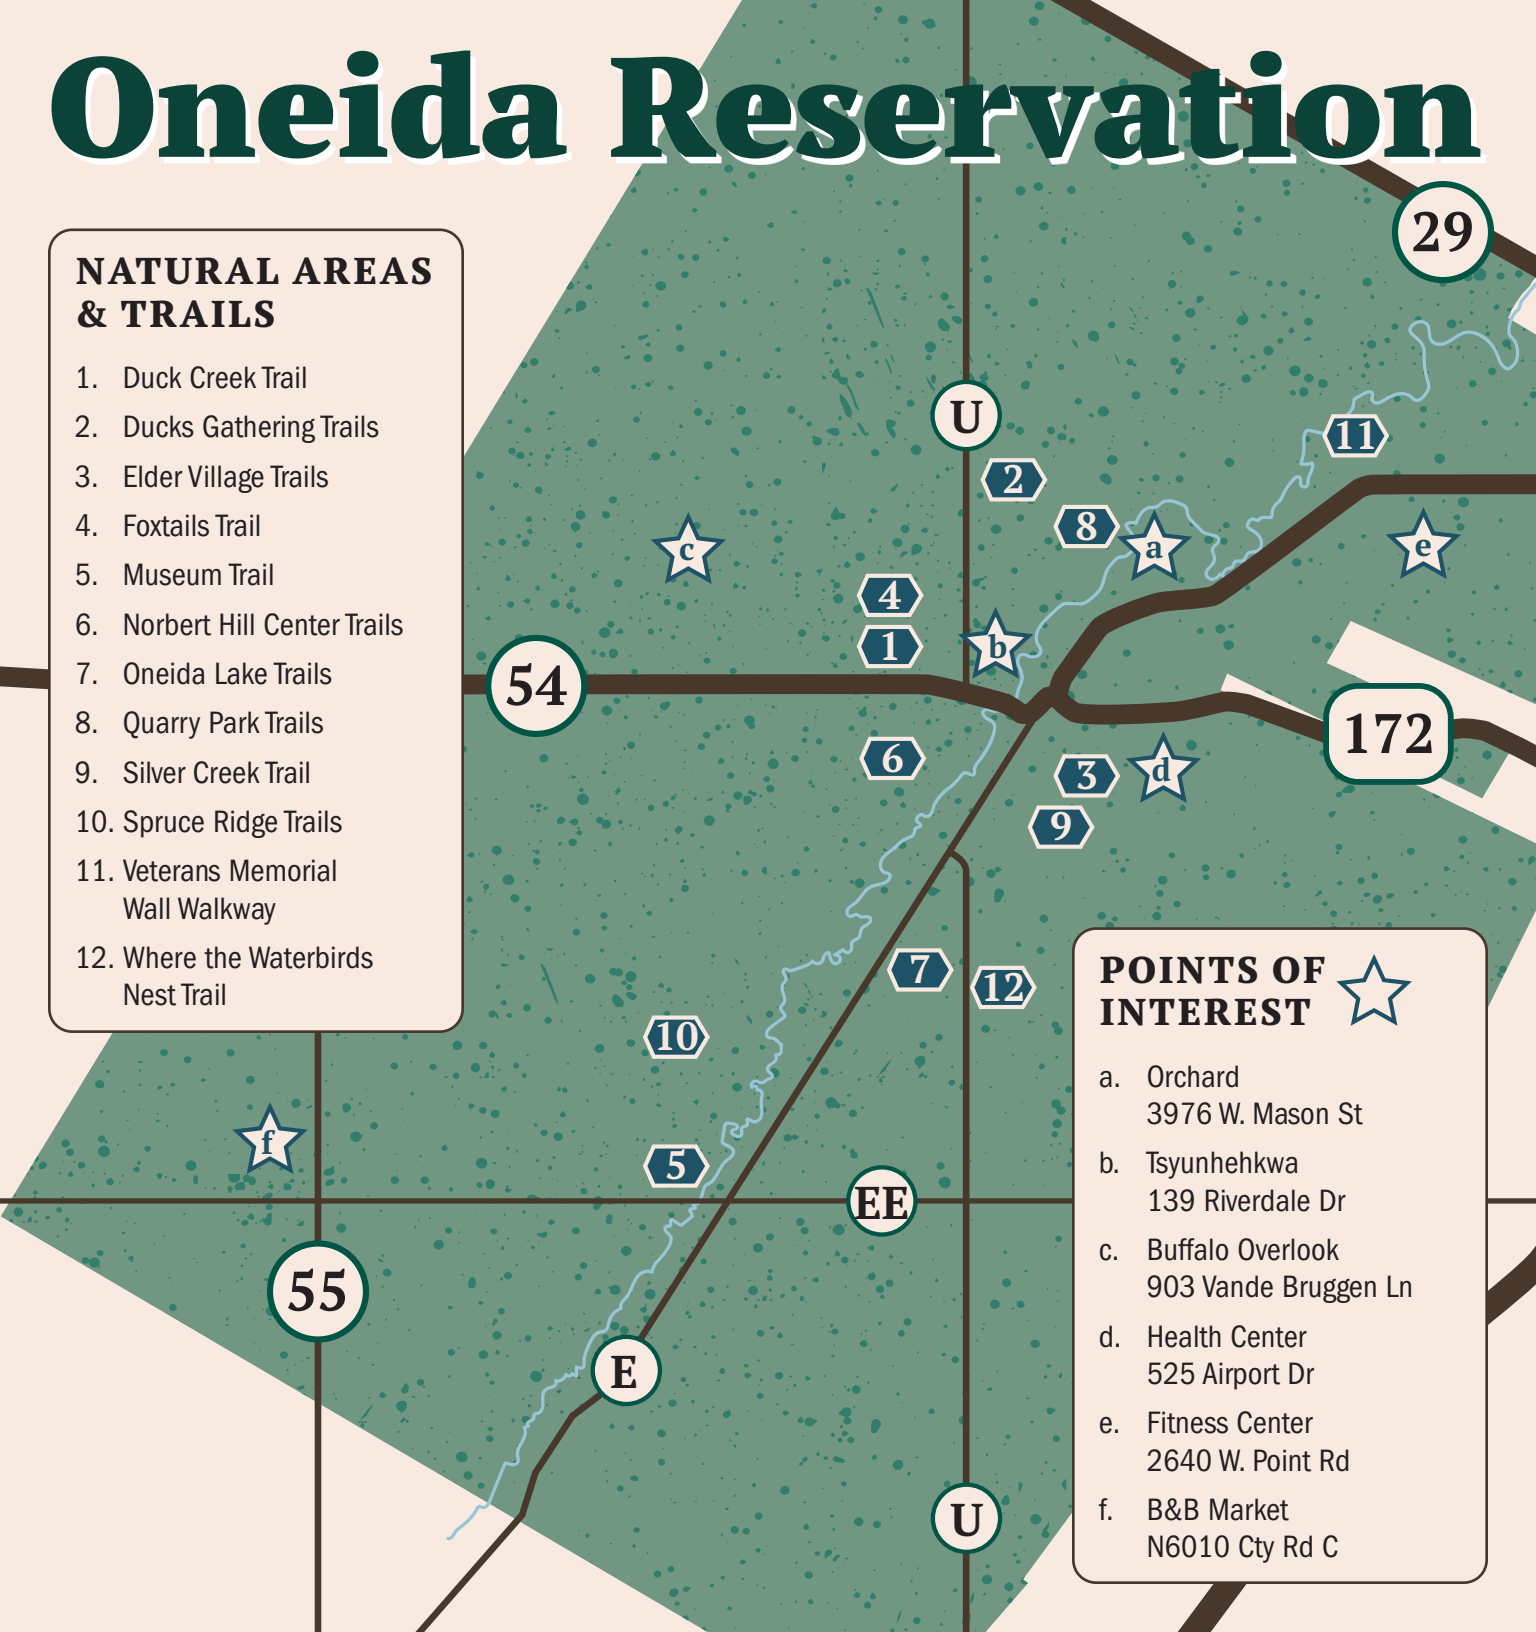 Oneida Reservation
29
NATURAL AREAS
& TRAILS
1. Duck Creek Trail
2. Ducks Gathering Trails
3. Elder Village Trails
4. Foxtails Trail
5. Museum Trail
6. Norbert Hill Center Trails
7. Oneida Lake Trails
8. Quarry Park Trails
9. Silver Creek Trail
10. Spruce Ridge Trails
11. Veterans Memorial
Wall Walkway
12. Where the Waterbirds
Nest Trail
U
11
2
8
a
c
e
4
1
b
54
172
6
3
d
9
7
12
10
f
5
EE
55
E
U
POINTS OF
INTEREST
a. Orchard
3976 W. Mason St
b. Tsyunhehkwa
139 Riverdale Dr
c. Buffalo Overlook
903 Vande Bruggen Ln
d. Health Center
525 Airport Dr
e. Fitness Center
2640 W. Point Rd
f. B&B Market
N6010 Cty Rd C